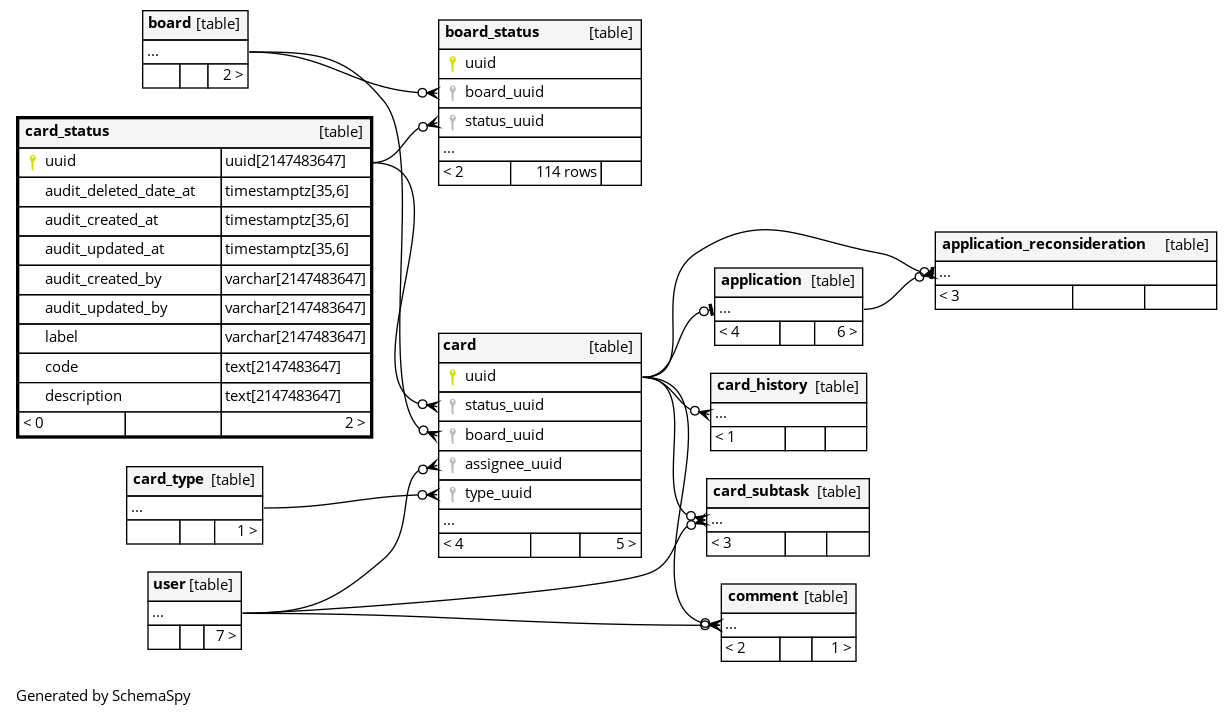 board [table]
...
2 >
board_status [table]
uuid
board_uuid
status_uuid
...
< 2 114 rows
card_status [table]
uuid uuid[2147483647]
audit_deleted_date_at timestamptz[35,6]
audit_created_at timestamptz[35,6]
audit_updated_at timestamptz[35,6]
audit_created_by varchar[2147483647]
audit_updated_by varchar[2147483647]
label varchar[2147483647]
code text[2147483647]
description text[2147483647]
< 0 2 >
application_reconsideration [table]
...
< 3
application [table]
...
< 4 6 >
card [table]
uuid
status_uuid
board_uuid
assignee_uuid
type_uuid
...
< 4 5 >
card_history [table]
...
< 1
card_type [table]
...
1 >
card_subtask [table]
...
< 3
user [table]
...
7 >
comment [table]
...
< 2 1 >
Generated by SchemaSpy